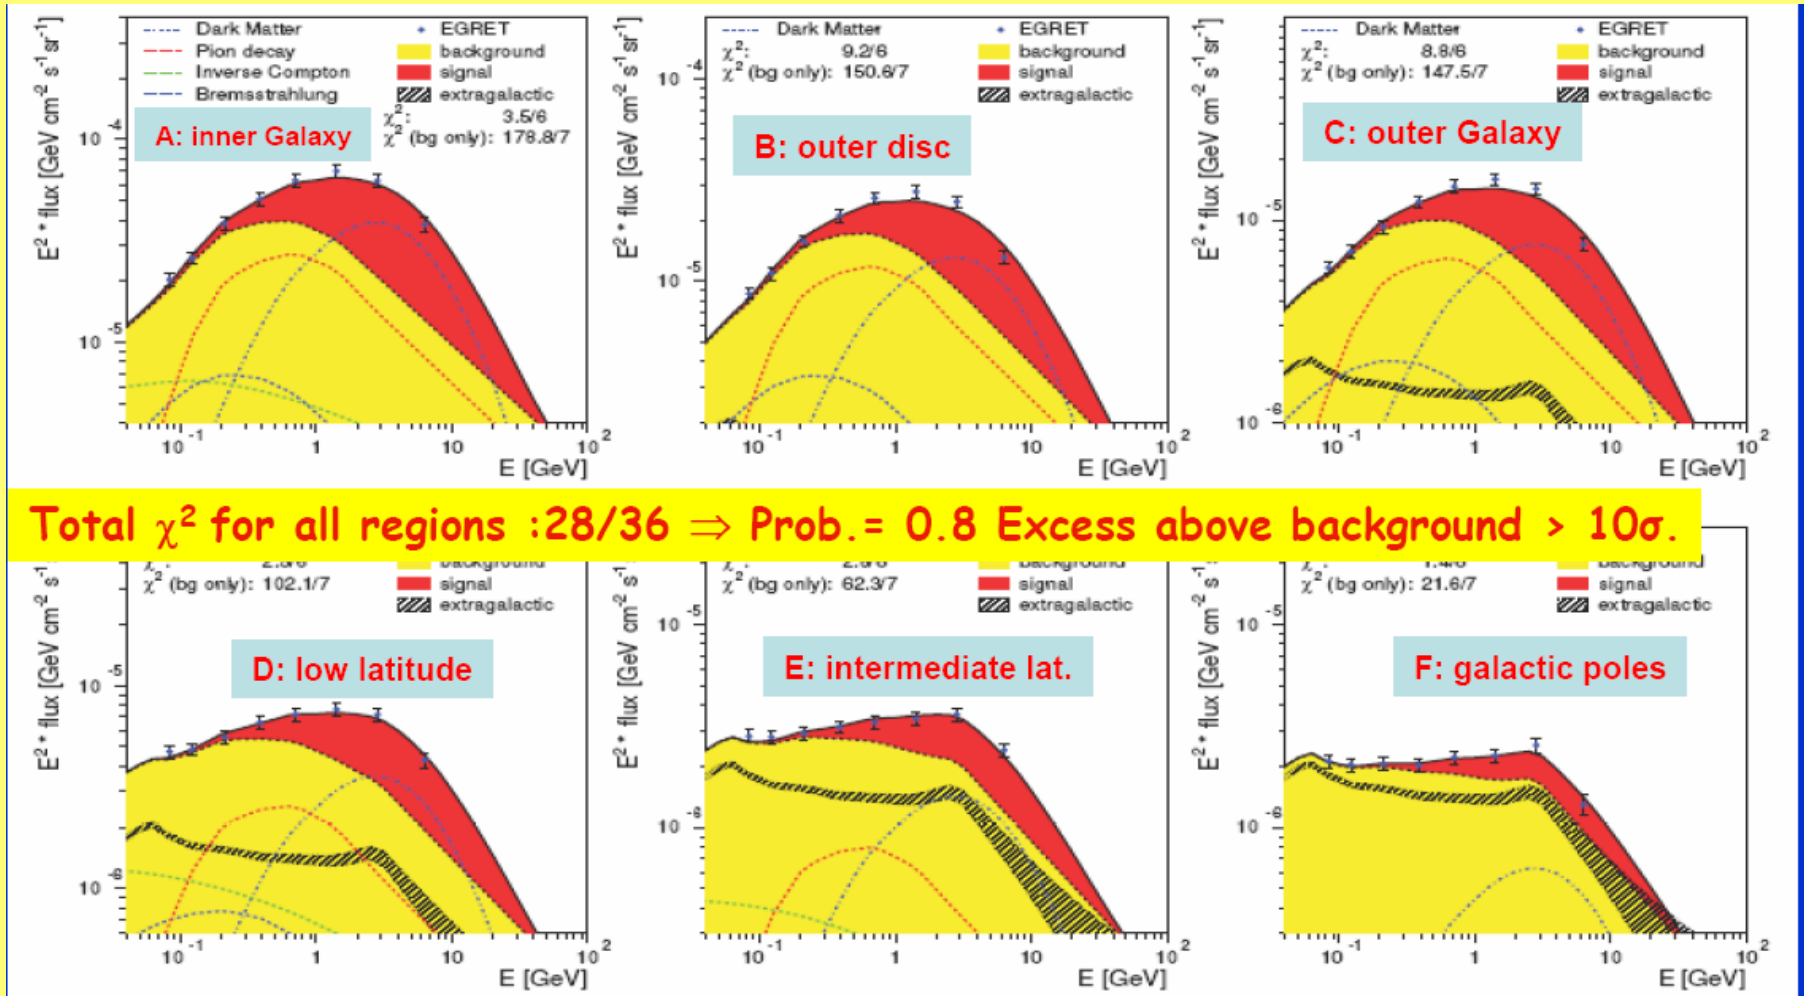 Dark Matter
Pion decay
Inverse Compton
Bremsstrahlung
EGRET
background
signal
extragalactic
χ²: 3.5/6
χ² (bg only): 178.8/7
A: inner Galaxy
E² * flux [GeV cm⁻² s⁻¹ sr⁻¹]
10⁻⁴
10⁻⁵
10⁻¹ 1 10 10²
E [GeV]
Dark Matter
χ²: 9.2/6
χ² (bg only): 150.6/7
EGRET
background
signal
extragalactic
B: outer disc
E² * flux [GeV cm⁻² s⁻¹ sr⁻¹]
10⁻⁴
10⁻⁵
10⁻¹ 1 10 10²
E [GeV]
Dark Matter
χ²: 8.8/6
χ² (bg only): 147.5/7
EGRET
background
signal
extragalactic
C: outer Galaxy
E² * flux [GeV cm⁻² s⁻¹ sr⁻¹]
10⁻⁵
10⁻⁶
10⁻¹ 1 10 10²
E [GeV]
Total χ² for all regions :28/36 ⇒ Prob.= 0.8 Excess above background > 10σ.
χ² (bg only): 102.1/7
background
signal
extragalactic
D: low latitude
E² * flux [GeV cm⁻² s⁻¹
10⁻⁵
10⁻⁶
10⁻¹ 1 10 10²
E [GeV]
χ² (bg only): 62.3/7
background
signal
extragalactic
E: intermediate lat.
E² * flux [GeV cm⁻² s⁻¹
10⁻⁵
10⁻⁶
10⁻¹ 1 10 10²
E [GeV]
χ² (bg only): 21.6/7
background
signal
extragalactic
F: galactic poles
E² * flux [GeV cm⁻² s⁻¹
10⁻⁵
10⁻⁶
10⁻¹ 1 10 10²
E [GeV]